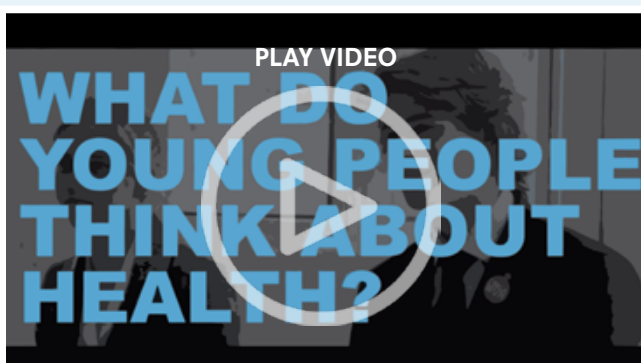 PLAY VIDEO
WHAT DO
YOUNG PEOPLE
THINK ABOUT
HEALTH?